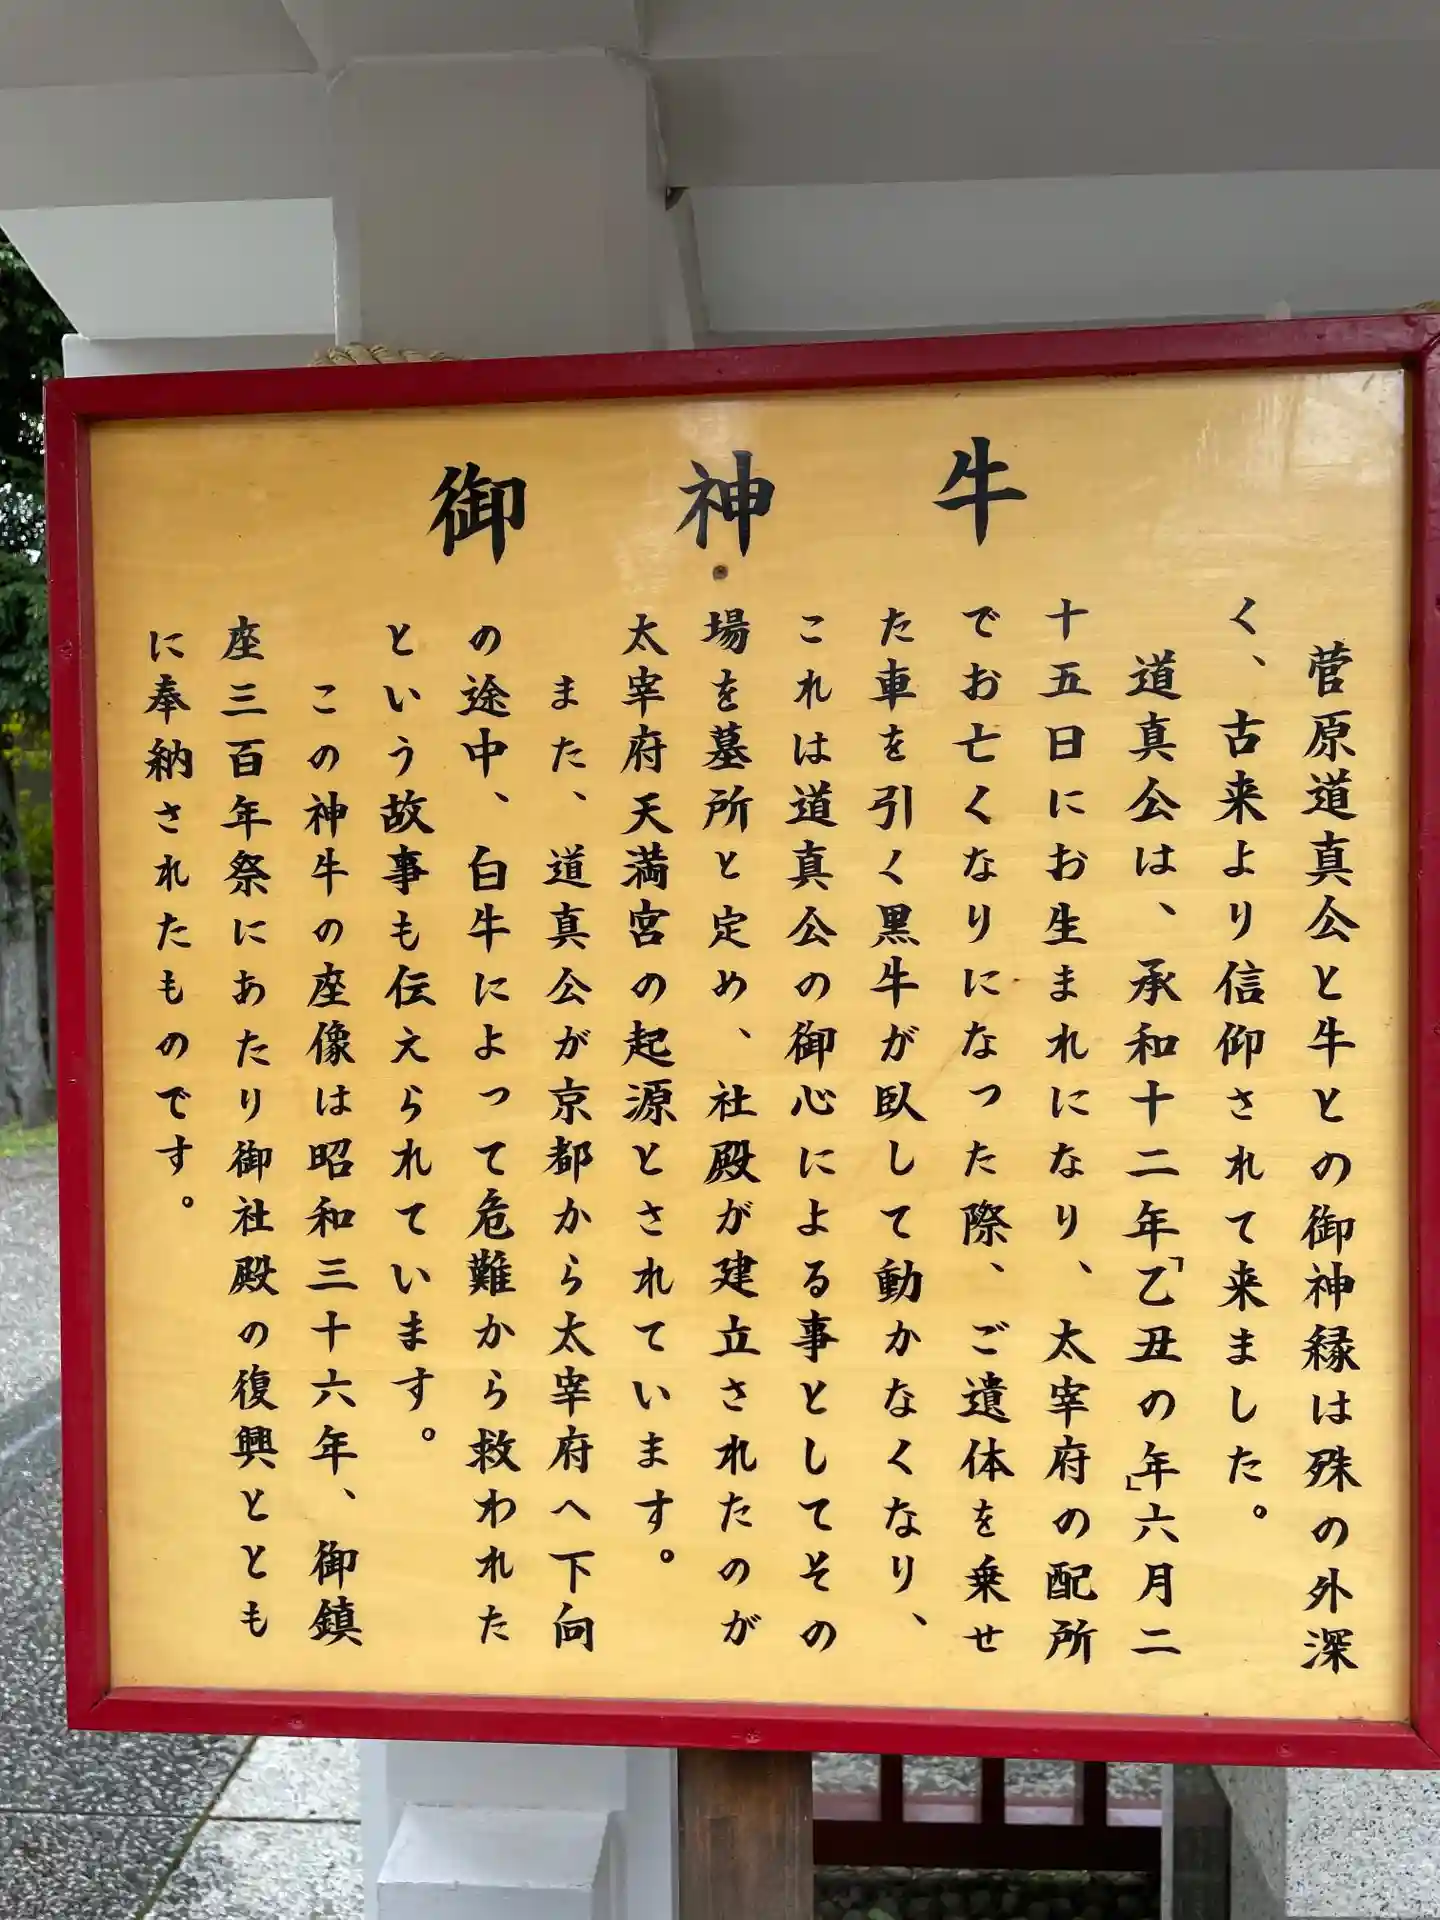 御神牛
菅原道真公と牛との御神縁は殊の外深
く、古来より信仰されて来ました。
道真公は、承和十二年「乙丑の年」六月二
十五日にお生まれになり、太宰府の配所
でお亡くなりになった際、ご遺体を乗せ
た車を引く黒牛が臥して動かなくなり、
これは道真公の御心による事としてその
場を墓所と定め、社殿が建立されたのが
太宰府天満宮の起源とされています。
また、道真公が京都から太宰府へ下向
の途中、白牛によって危難から救われた
という故事も伝えられています。
この神牛の座像は昭和三十六年、御鎮
座三百年祭にあたり御社殿の復興ととも
に奉納されたものです。